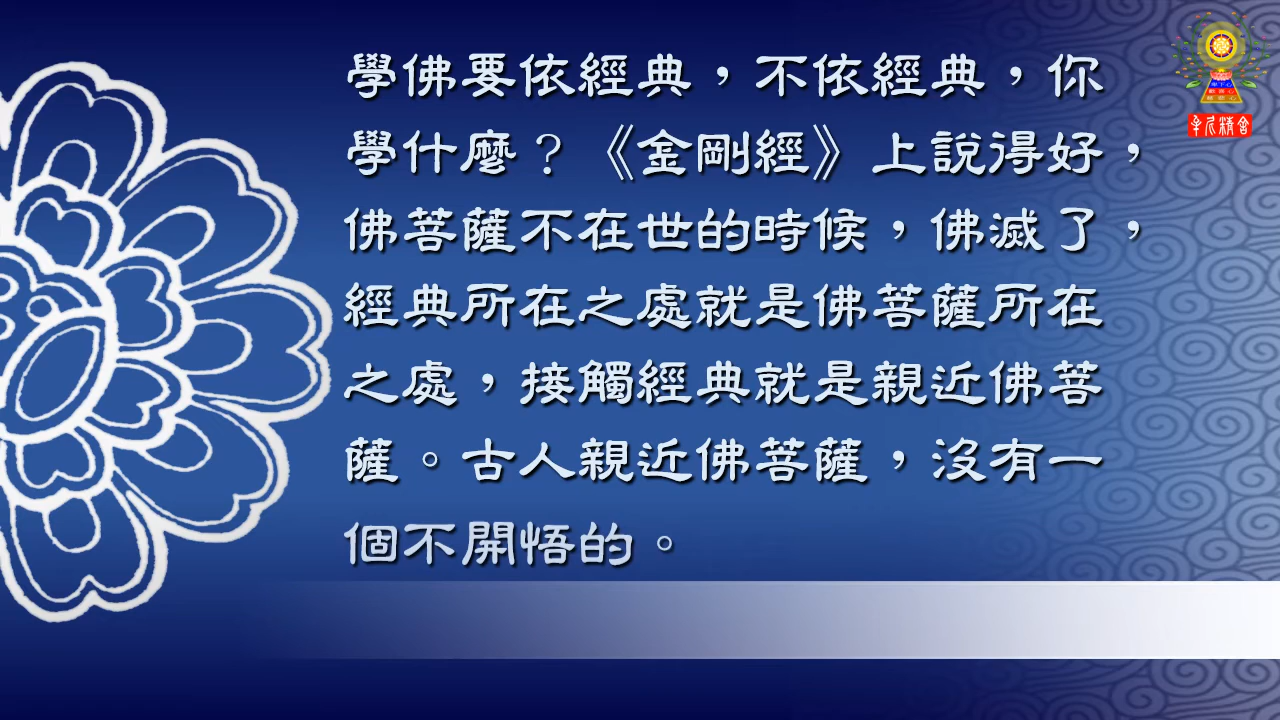 學佛要依經典，不依經典，你
學什麼？《金剛經》上說得好，
佛菩薩不在世的時候，佛滅了，
經典所在之處就是佛菩薩所在
之處，接觸經典就是親近佛菩
薩。古人親近佛菩薩，沒有一
個不開悟的。